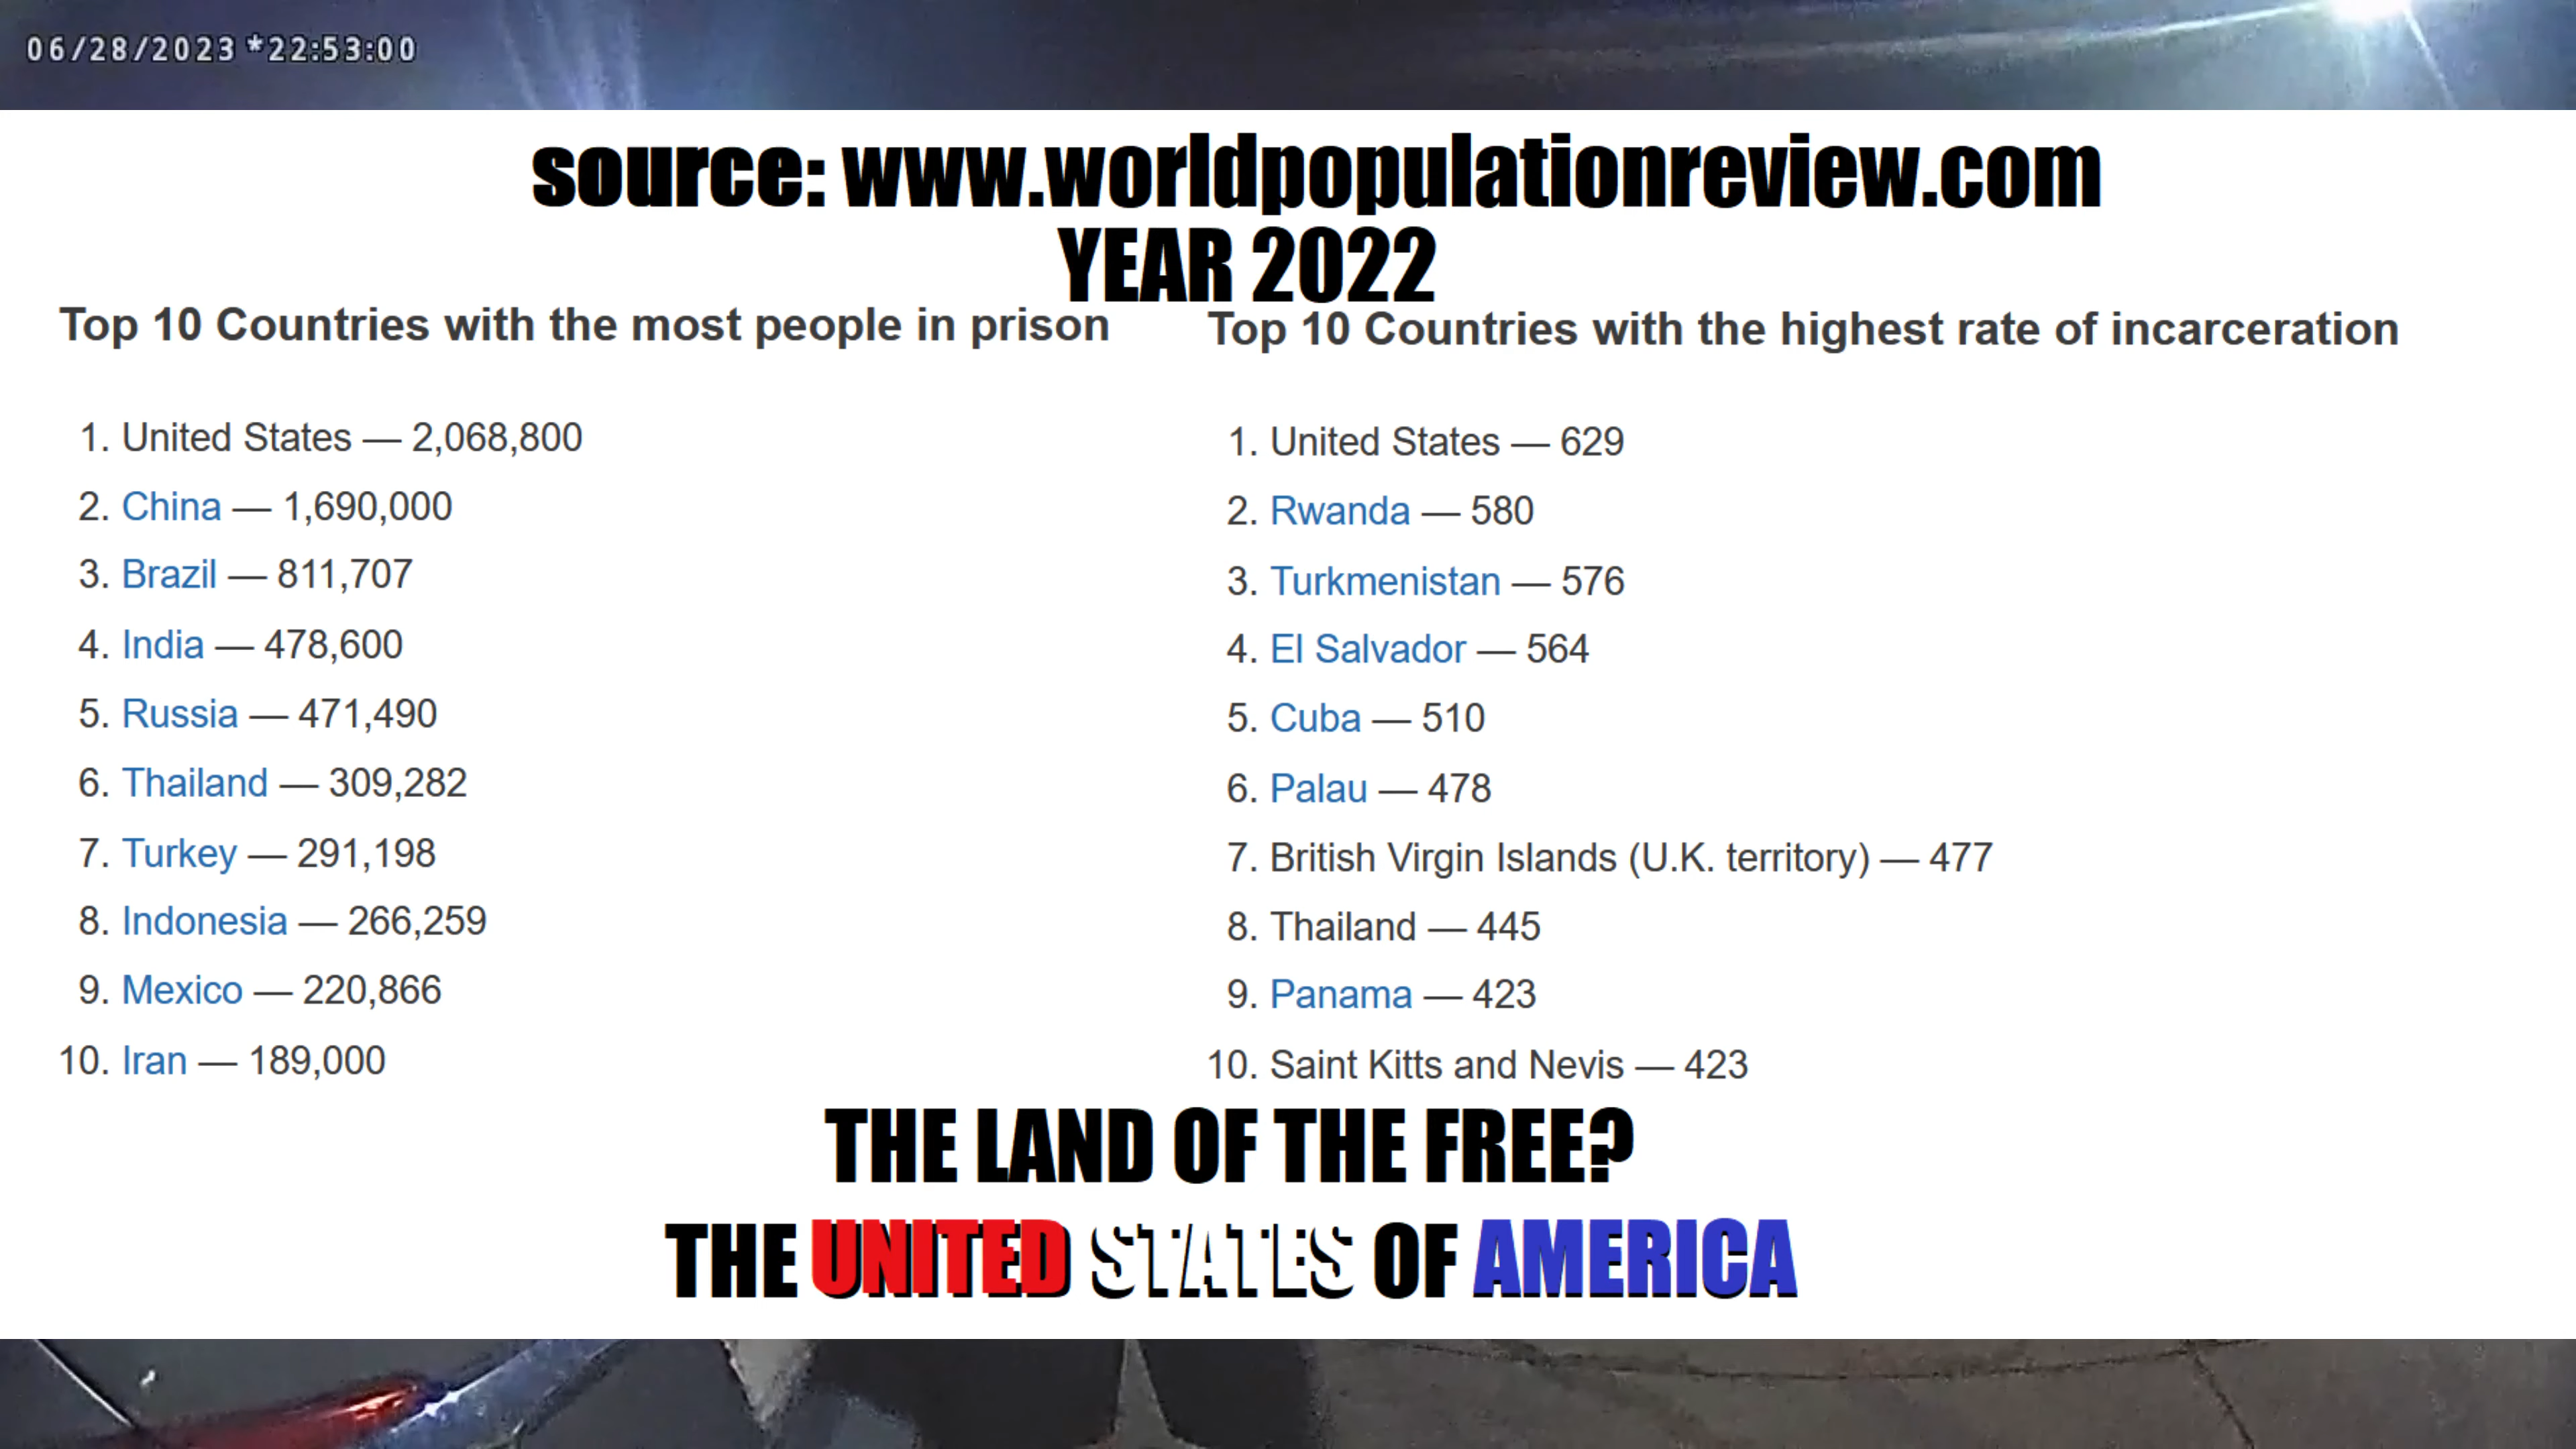 06/28/2023 *22:53:00
source: www.worldpopulationreview.com
YEAR 2022
Top 10 Countries with the most people in prison
1. United States — 2,068,800
2. China — 1,690,000
3. Brazil — 811,707
4. India — 478,600
5. Russia — 471,490
6. Thailand — 309,282
7. Turkey — 291,198
8. Indonesia — 266,259
9. Mexico — 220,866
10. Iran — 189,000
Top 10 Countries with the highest rate of incarceration
1. United States — 629
2. Rwanda — 580
3. Turkmenistan — 576
4. El Salvador — 564
5. Cuba — 510
6. Palau — 478
7. British Virgin Islands (U.K. territory) — 477
8. Thailand — 445
9. Panama — 423
10. Saint Kitts and Nevis — 423
THE LAND OF THE FREE?
THE UNITED STATES OF AMERICA